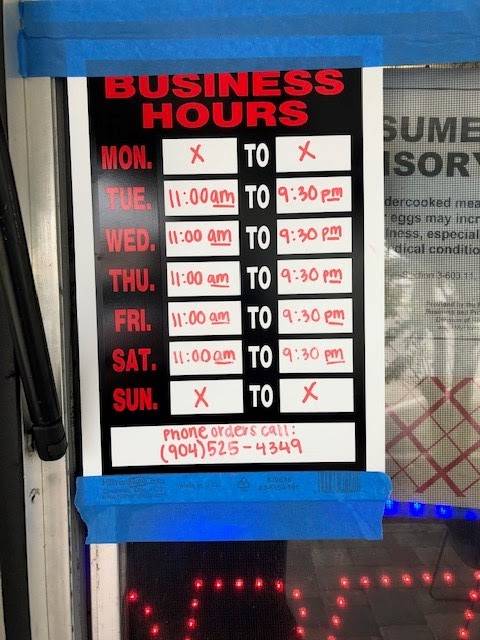 BUSINESS
HOURS
MON. X TO X
TUE. 11:00am TO 9:30 pm
WED. 11:00 am TO 9:30 pm
THU. 11:00 am TO 9:30 pm
FRI. 11:00 am TO 9:30 pm
SAT. 11:00am TO 9:30 pm
SUN. X TO X
phone orders call:
(904)525-4349
SUME
ISORY
dercooked mea
eggs may incr
lness, especial
dical conditio